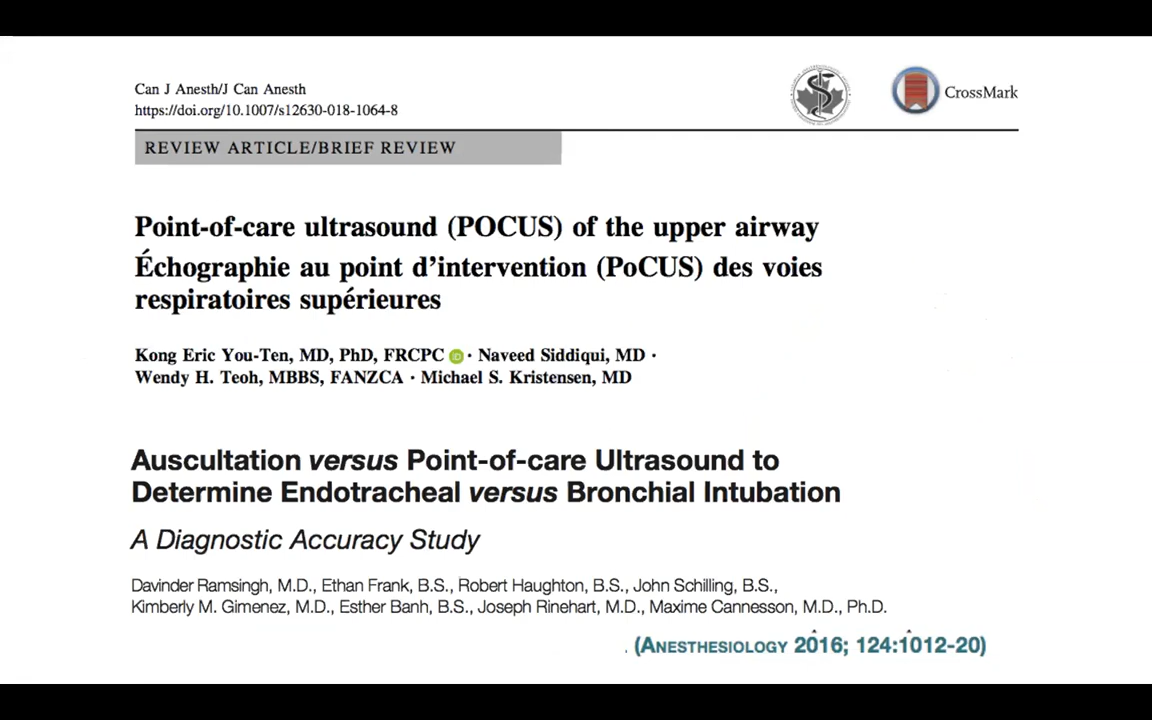 Can J Anesth/J Can Anesth
https://doi.org/10.1007/s12630-018-1064-8
CrossMark
REVIEW ARTICLE/BRIEF REVIEW
Point-of-care ultrasound (POCUS) of the upper airway
Échographie au point d’intervention (PoCUS) des voies
respiratoires supérieures
Kong Eric You-Ten, MD, PhD, FRCPC iD · Naveed Siddiqui, MD ·
Wendy H. Teoh, MBBS, FANZCA · Michael S. Kristensen, MD
Auscultation versus Point-of-care Ultrasound to
Determine Endotracheal versus Bronchial Intubation
A Diagnostic Accuracy Study
Davinder Ramsingh, M.D., Ethan Frank, B.S., Robert Haughton, B.S., John Schilling, B.S.,
Kimberly M. Gimenez, M.D., Esther Banh, B.S., Joseph Rinehart, M.D., Maxime Cannesson, M.D., Ph.D.
. (ANESTHESIOLOGY 2016; 124:1012-20)